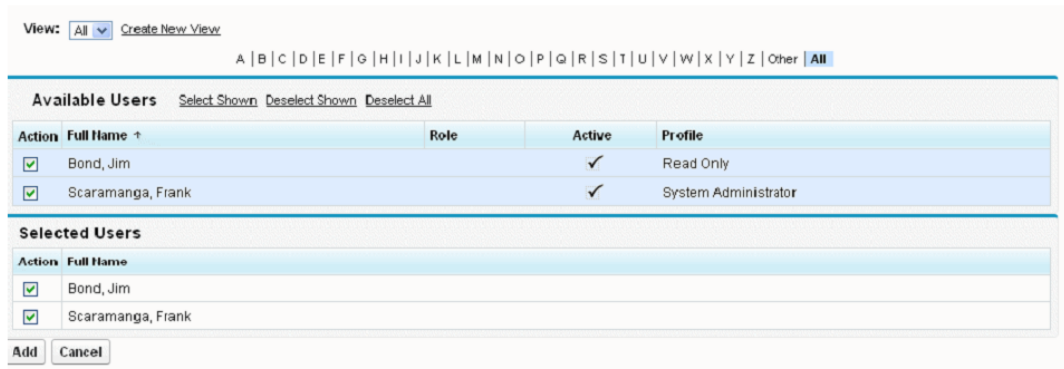 View: All Create New View
A | B | C | D | E | F | G | H | I | J | K | L | M | N | O | P | Q | R | S | T | U | V | W | X | Y | Z | Other | All
Available Users Select Shown Deselect Shown Deselect All
Action Full Name ↑ Role Active Profile
Bond, Jim Read Only
Scaramanga, Frank System Administrator
Selected Users
Action Full Name
Bond, Jim
Scaramanga, Frank
Add Cancel